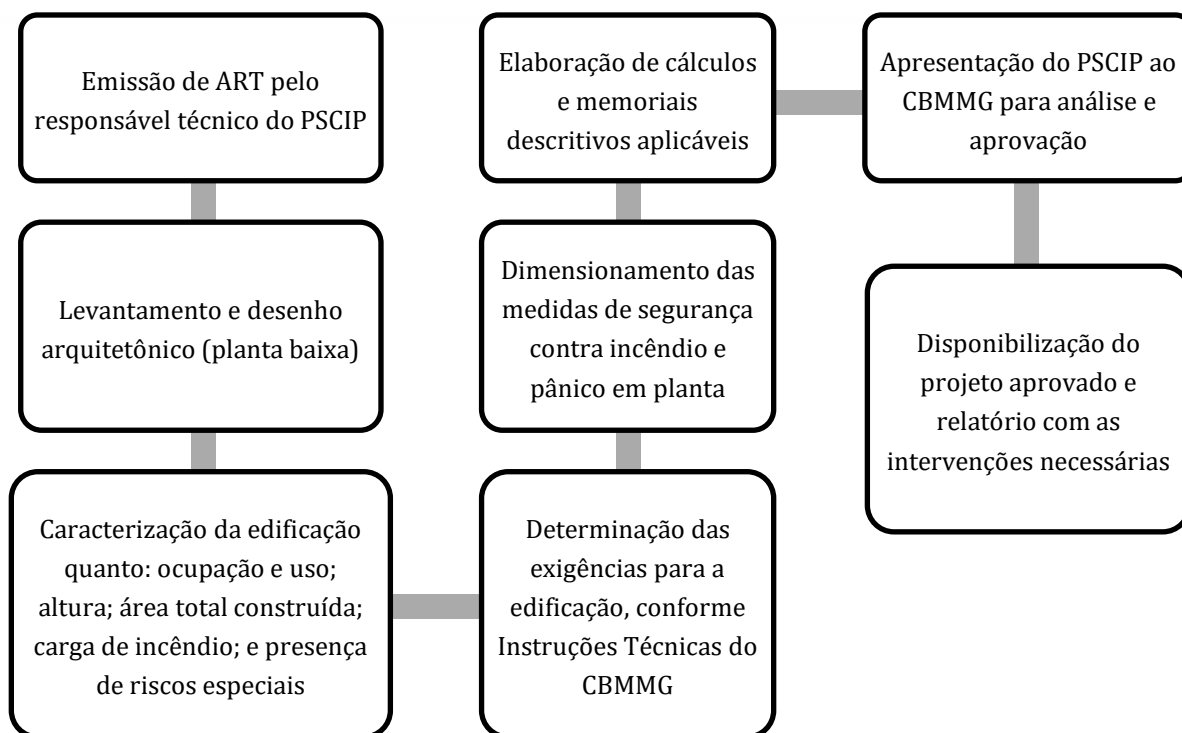 Emissão de ART pelo
responsável técnico do PSCIP
Levantamento e desenho
arquitetônico (planta baixa)
Caracterização da edificação
quanto: ocupação e uso;
altura; área total construída;
carga de incêndio; e presença
de riscos especiais
Determinação das
exigências para a
edificação, conforme
Instruções Técnicas do
CBMMG
Dimensionamento das
medidas de segurança
contra incêndio e
pânico em planta
Elaboração de cálculos
e memoriais
descritivos aplicáveis
Apresentação do PSCIP ao
CBMMG para análise e
aprovação
Disponibilização do
projeto aprovado e
relatório com as
intervenções necessárias